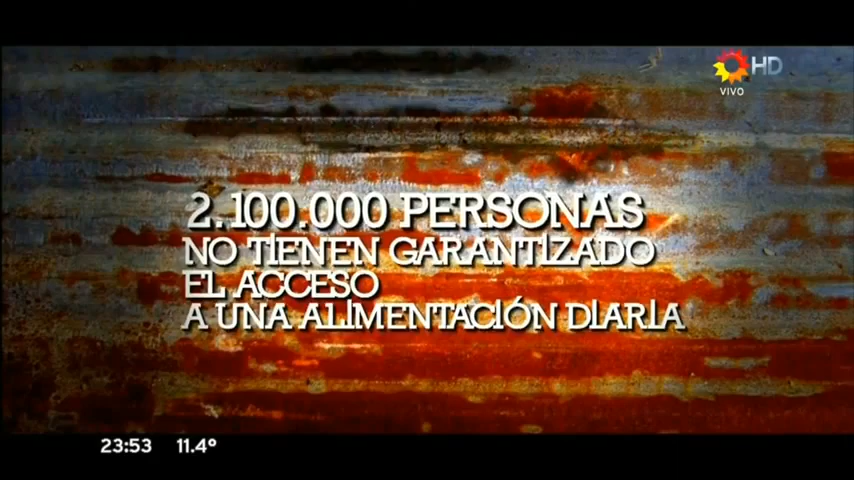 HD
VIVO
2.100.000 PERSONAS
NO TIENEN GARANTIZADO
EL ACCESO
A UNA ALIMENTACIÓN DIARIA
23:53 11.4°